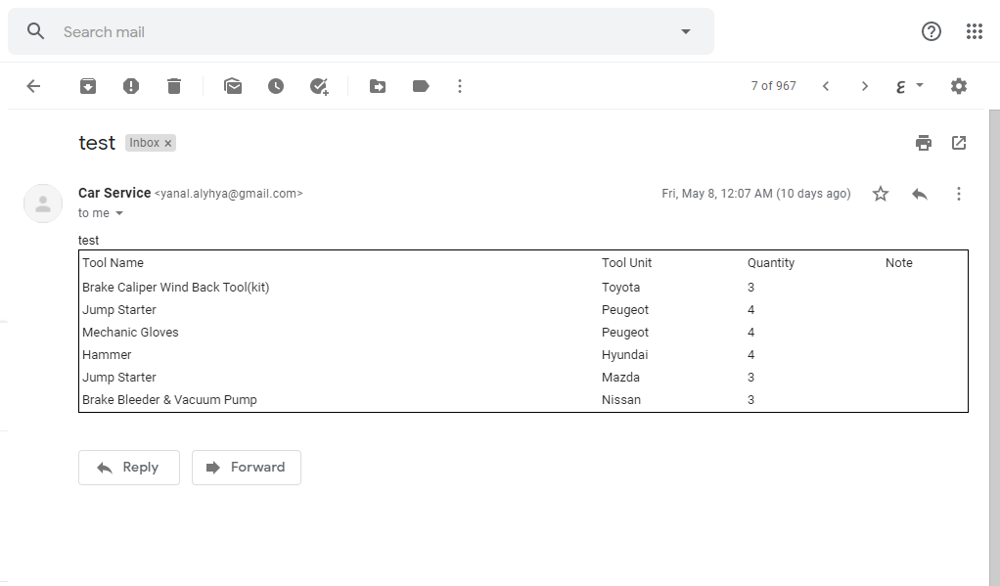 Search mail
7 of 967
test
Inbox ×
Car Service <yanal.alyhya@gmail.com>
Fri, May 8, 12:07 AM (10 days ago)
to me
test
Tool Name Tool Unit Quantity Note
Brake Caliper Wind Back Tool(kit) Toyota 3
Jump Starter Peugeot 4
Mechanic Gloves Peugeot 4
Hammer Hyundai 4
Jump Starter Mazda 3
Brake Bleeder & Vacuum Pump Nissan 3
Reply
Forward